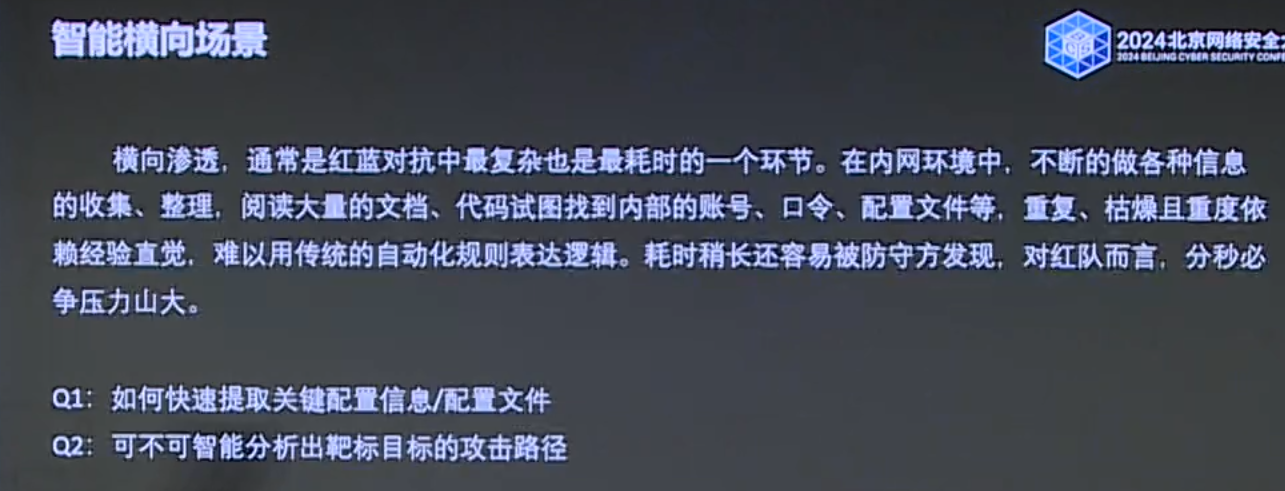 智能横向场景
2024北京网络安全
2024 BEIJING CYBER SECURITY
横向渗透，通常是红蓝对抗中最复杂也是最耗时的一个环节。在内网环境中，不断的做各种信息
的收集、整理，阅读大量的文档、代码试图找到内部的账号、口令、配置文件等，重复、枯燥且重度依
赖经验直觉，难以用传统的自动化规则表达逻辑。耗时稍长还容易被防守方发现，对红队而言，分秒必
争压力山大。
Q1：如何快速提取关键配置信息/配置文件
Q2：可不可智能分析出靶标目标的攻击路径